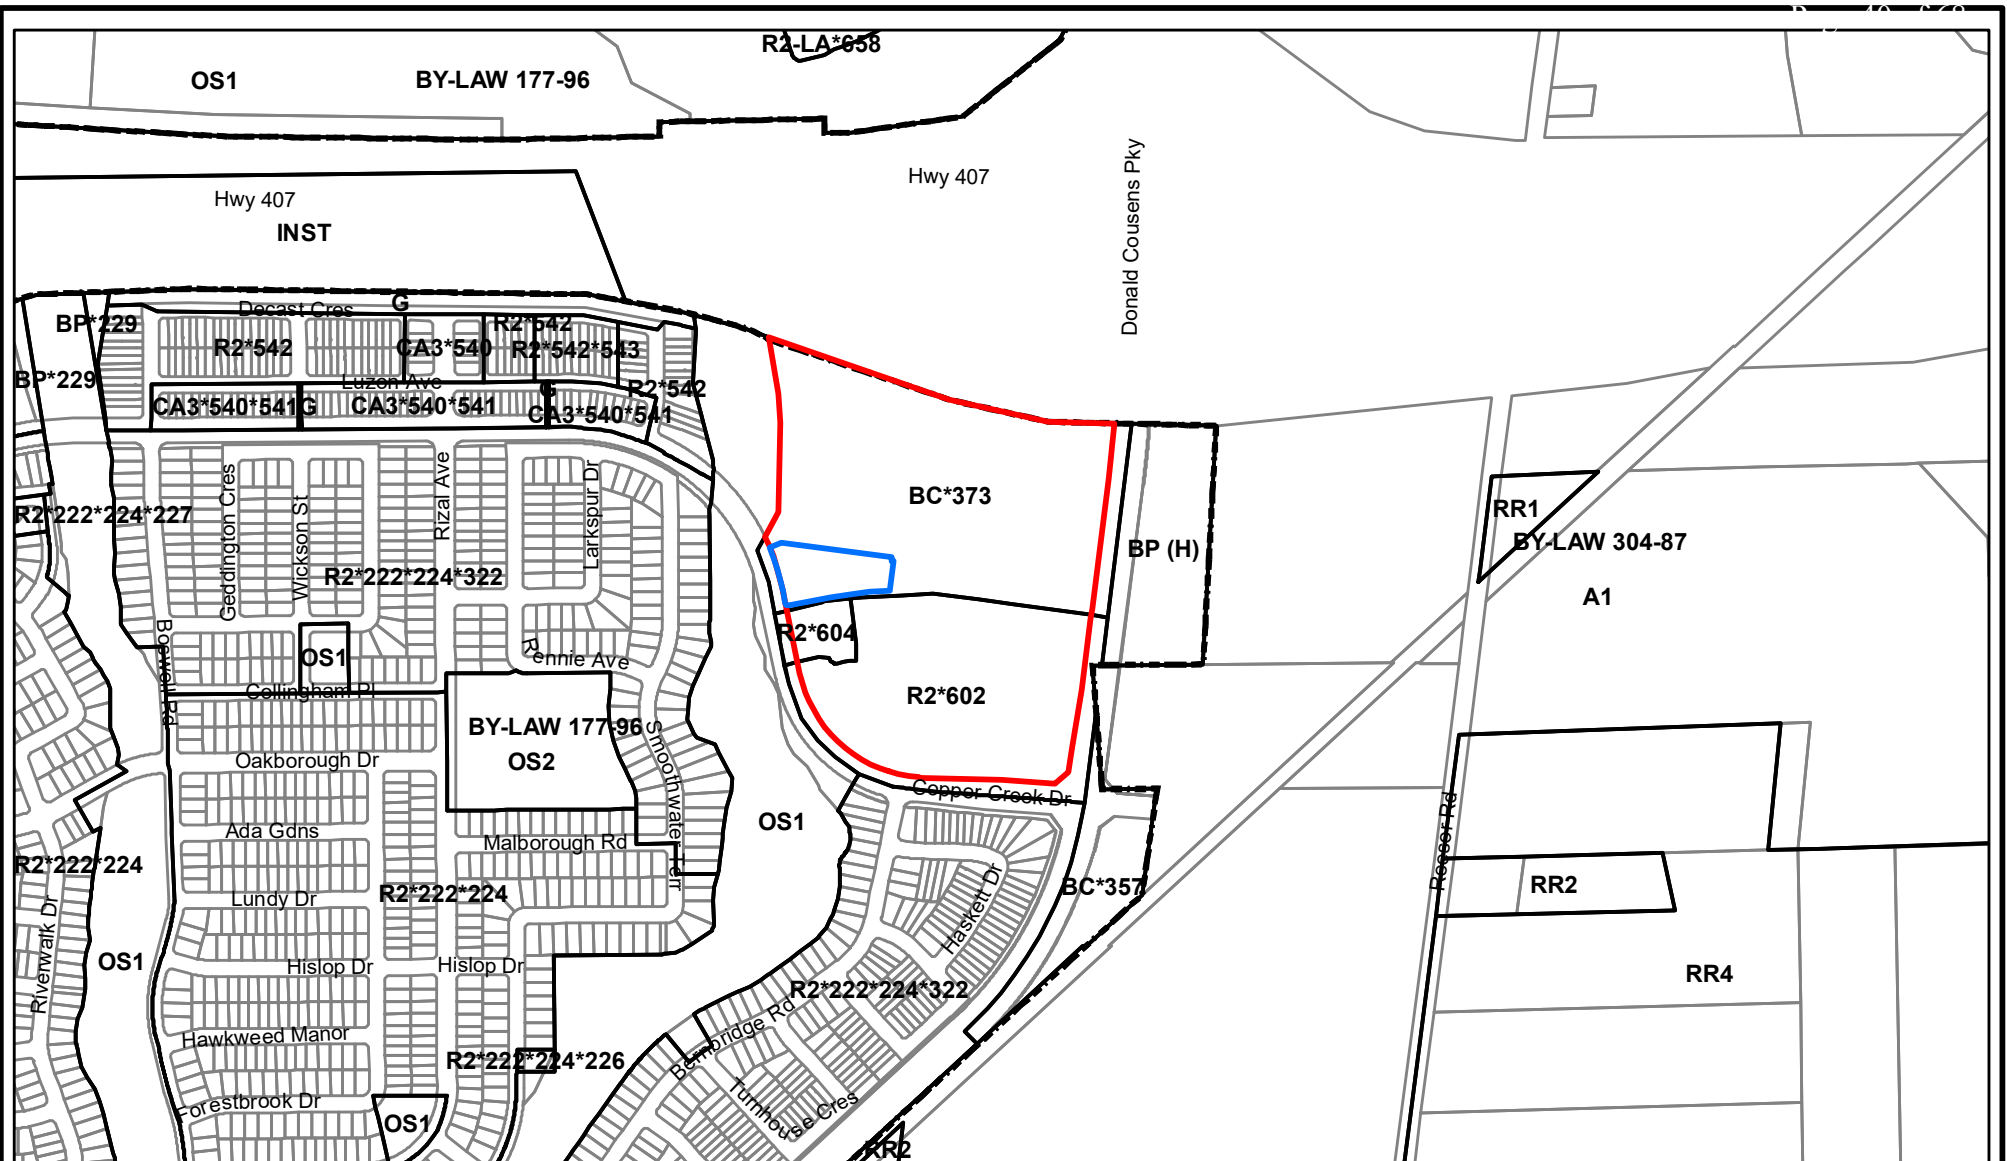 Page 40 of 68
R2-LA*658
OS1
BY-LAW 177-96
Hwy 407
Hwy 407
INST
Donald Cousens Pky
Decast Cres
G
BP*229
R2*542
R2*542
CA3*540
R2*542*543
BP*229
Luzon Ave
G
R2*542
CA3*540*541
G
CA3*540*541
CA3*540*541
Geddington Cres
Wickson St
Rizal Ave
Larkspur Dr
BC*373
RR1
R2*222*224*227
BY-LAW 304-87
BP (H)
R2*222*224*322
A1
R2*604
Boswell Rd
OS1
Rennie Ave
Collingham Pl
R2*602
BY-LAW 177-96
OS2
Smoothwater Terr
Oakborough Dr
Copper Creek Dr
OS1
Ada Gdns
Malborough Rd
Reesor Rd
R2*222*224
BC*357
RR2
R2*222*224
Lundy Dr
Haskett Dr
Riverwalk Dr
OS1
Hislop Dr
Hislop Dr
RR4
R2*222*224*322
Hawkweed Manor
Bernbridge Rd
R2*222*224*226
Turnhouse Cres
Forestbrook Dr
OS1
RR2